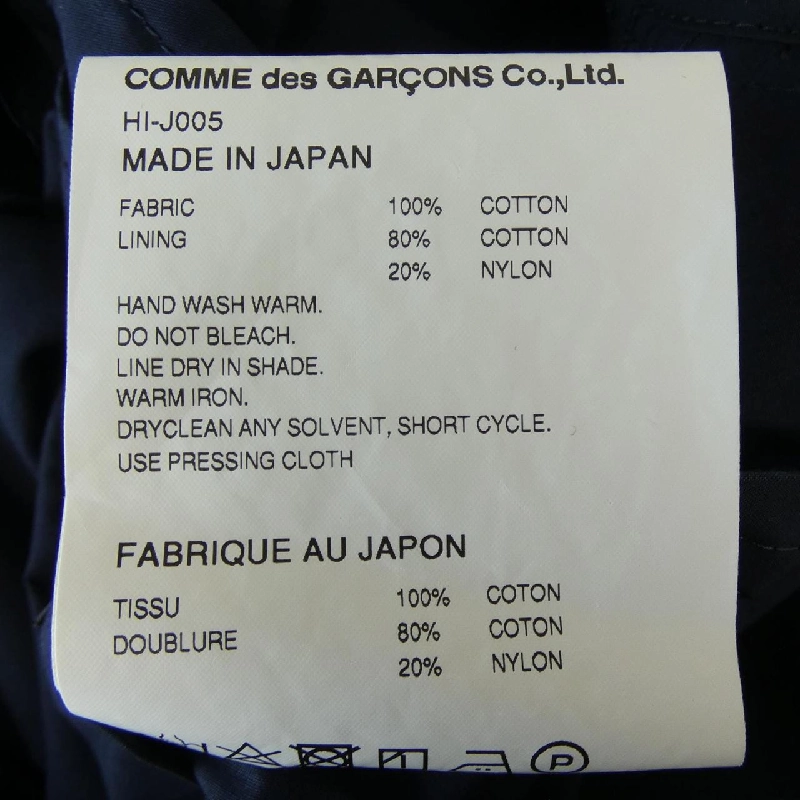 COMME des GARÇONS Co.,Ltd.
HI-J005
MADE IN JAPAN
FABRIC 100% COTTON
LINING 80% COTTON
20% NYLON
HAND WASH WARM.
DO NOT BLEACH.
LINE DRY IN SHADE.
WARM IRON.
DRYCLEAN ANY SOLVENT, SHORT CYCLE.
USE PRESSING CLOTH
FABRIQUE AU JAPON
TISSU 100% COTON
DOUBLURE 80% COTON
20% NYLON
P